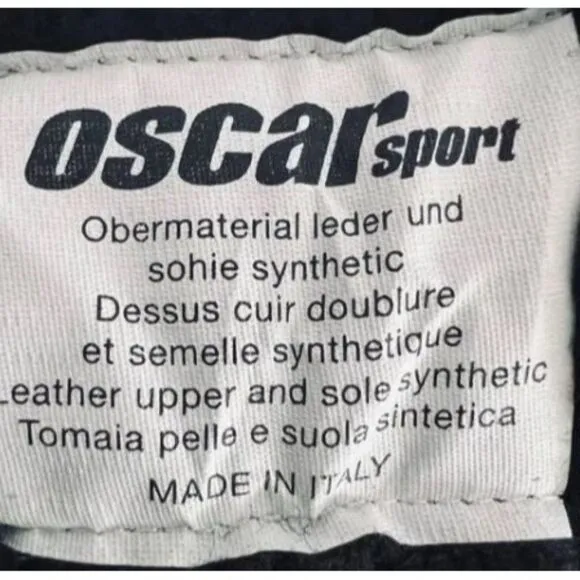 oscar sport
Obermaterial leder und
sohie synthetic
Dessus cuir doublure
et semelle synthetique
Leather upper and sole synthetic
Tomaia pelle e suola sintetica
MADE IN ITALY